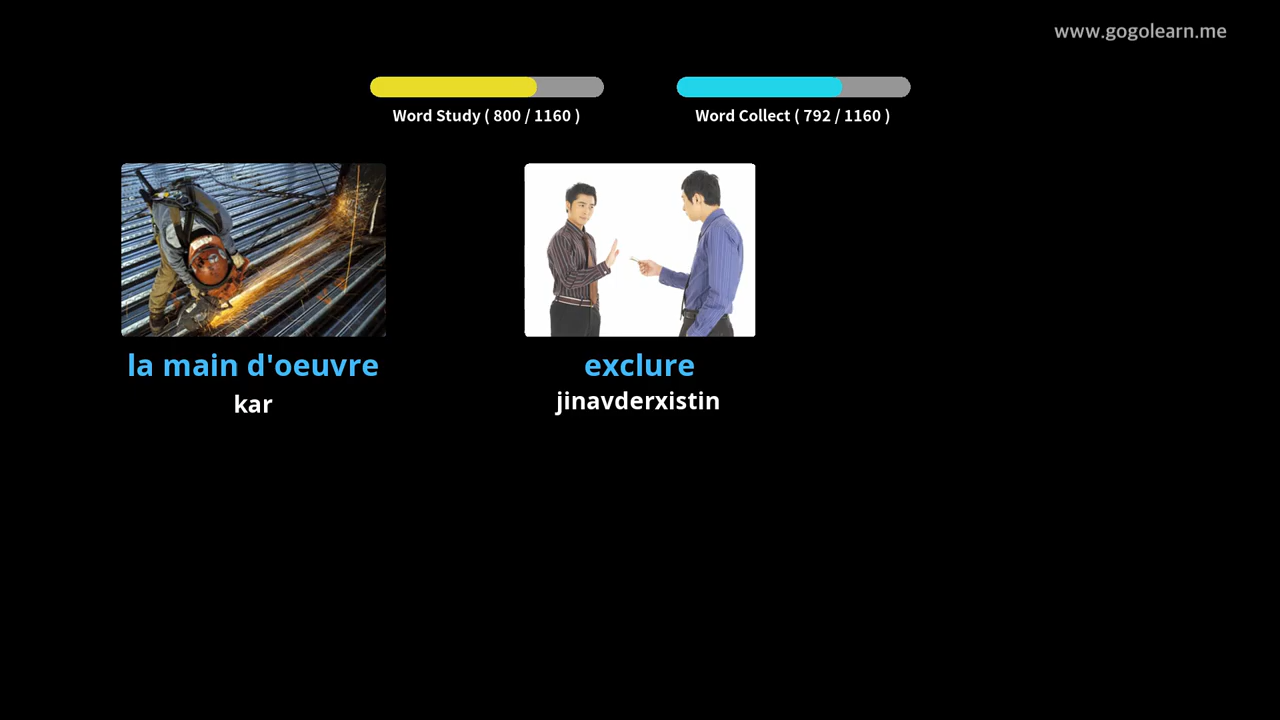 www.gogolearn.me
Word Study ( 800 / 1160 )
Word Collect ( 792 / 1160 )
la main d'oeuvre
kar
exclure
jinavderxistin